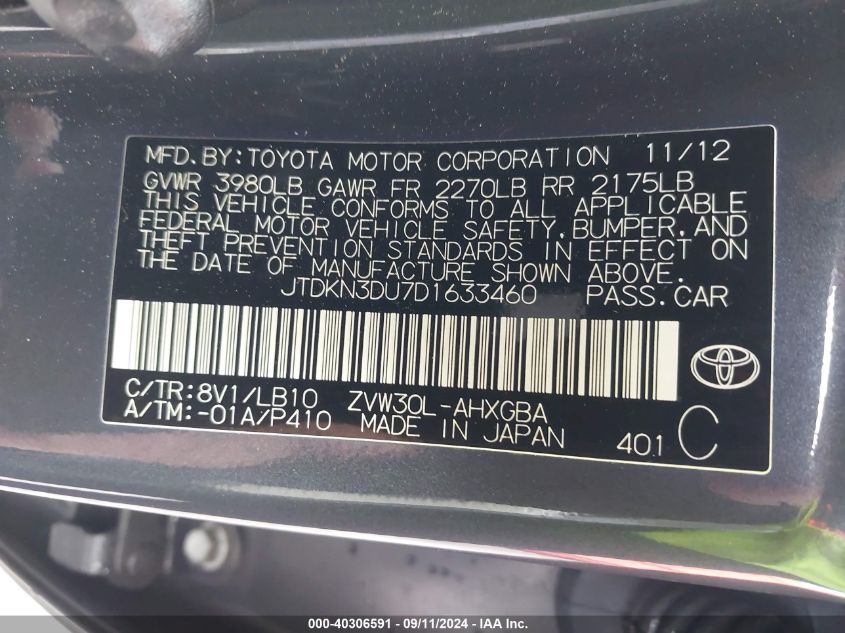 MFD.BY:TOYOTA MOTOR CORPORATION 11/12
GVWR 3980LB GAWR FR 2270LB RR 2175LB
THIS VEHICLE CONFORMS TO ALL APPLICABLE
FEDERAL MOTOR VEHICLE SAFETY,BUMPER,AND
THEFT PREVENTION STANDARDS IN EFFECT ON
THE DATE OF MANUFACTURE SHOWN ABOVE.
JTDKN3DU7D1633460 PASS.CAR
C/TR:8V1/LB10 ZVW30L-AHXGBA
A/TM:-01A/P410 MADE IN JAPAN 401 C
000-40306591 - 09/11/2024 - IAA Inc.